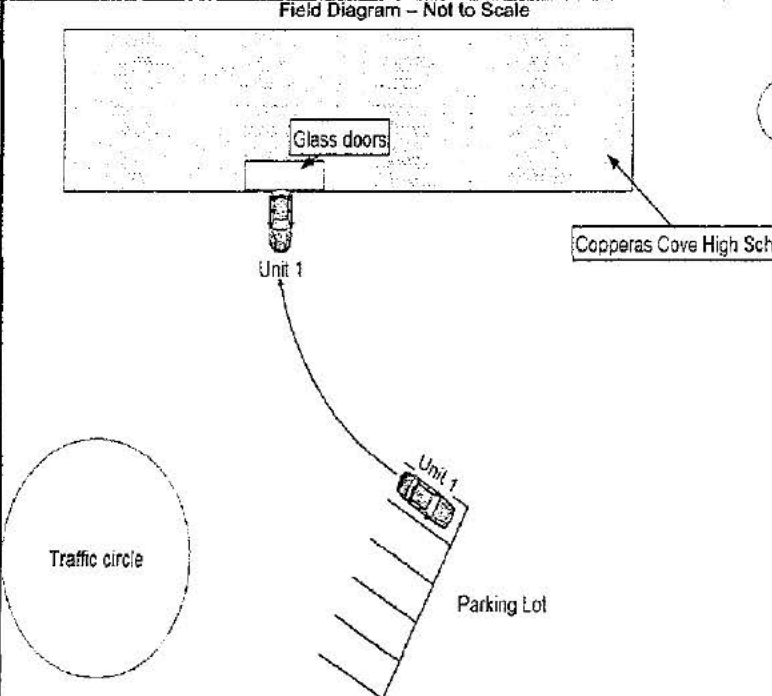 Field Diagram – Not to Scale
Glass doors
Copperas Cove High Sch
Unit 1
Unit 1
Traffic circle
Parking Lot